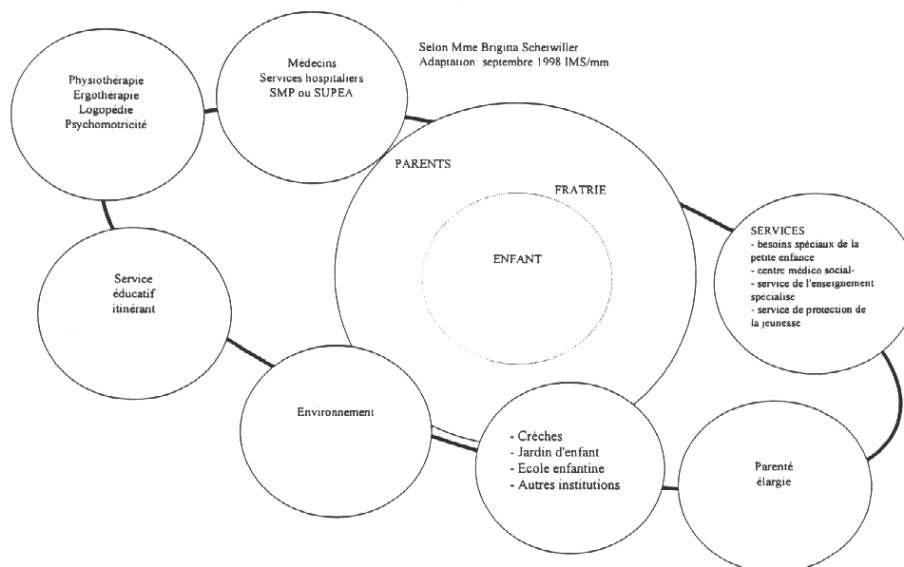 Selon Mme Brigitta Scheiwiller
Adaptation: septembre 1998 IMS/mm
Médecins
Services hospitaliers
SMP ou SUPEA
Physiothérapie
Ergothérapie
Logopédie
Psychomotricité
PARENTS
FRATRIE
ENFANT
SERVICES
- besoins spéciaux de la
petite enfance
- centre médico social-
- service de l'enseignement
spécialisé
- service de protection de
la jeunesse
Service
éducatif
itinérant
Environnement
- Crèches
- Jardin d'enfant
- Ecole enfantine
- Autres institutions
Parenté
élargie